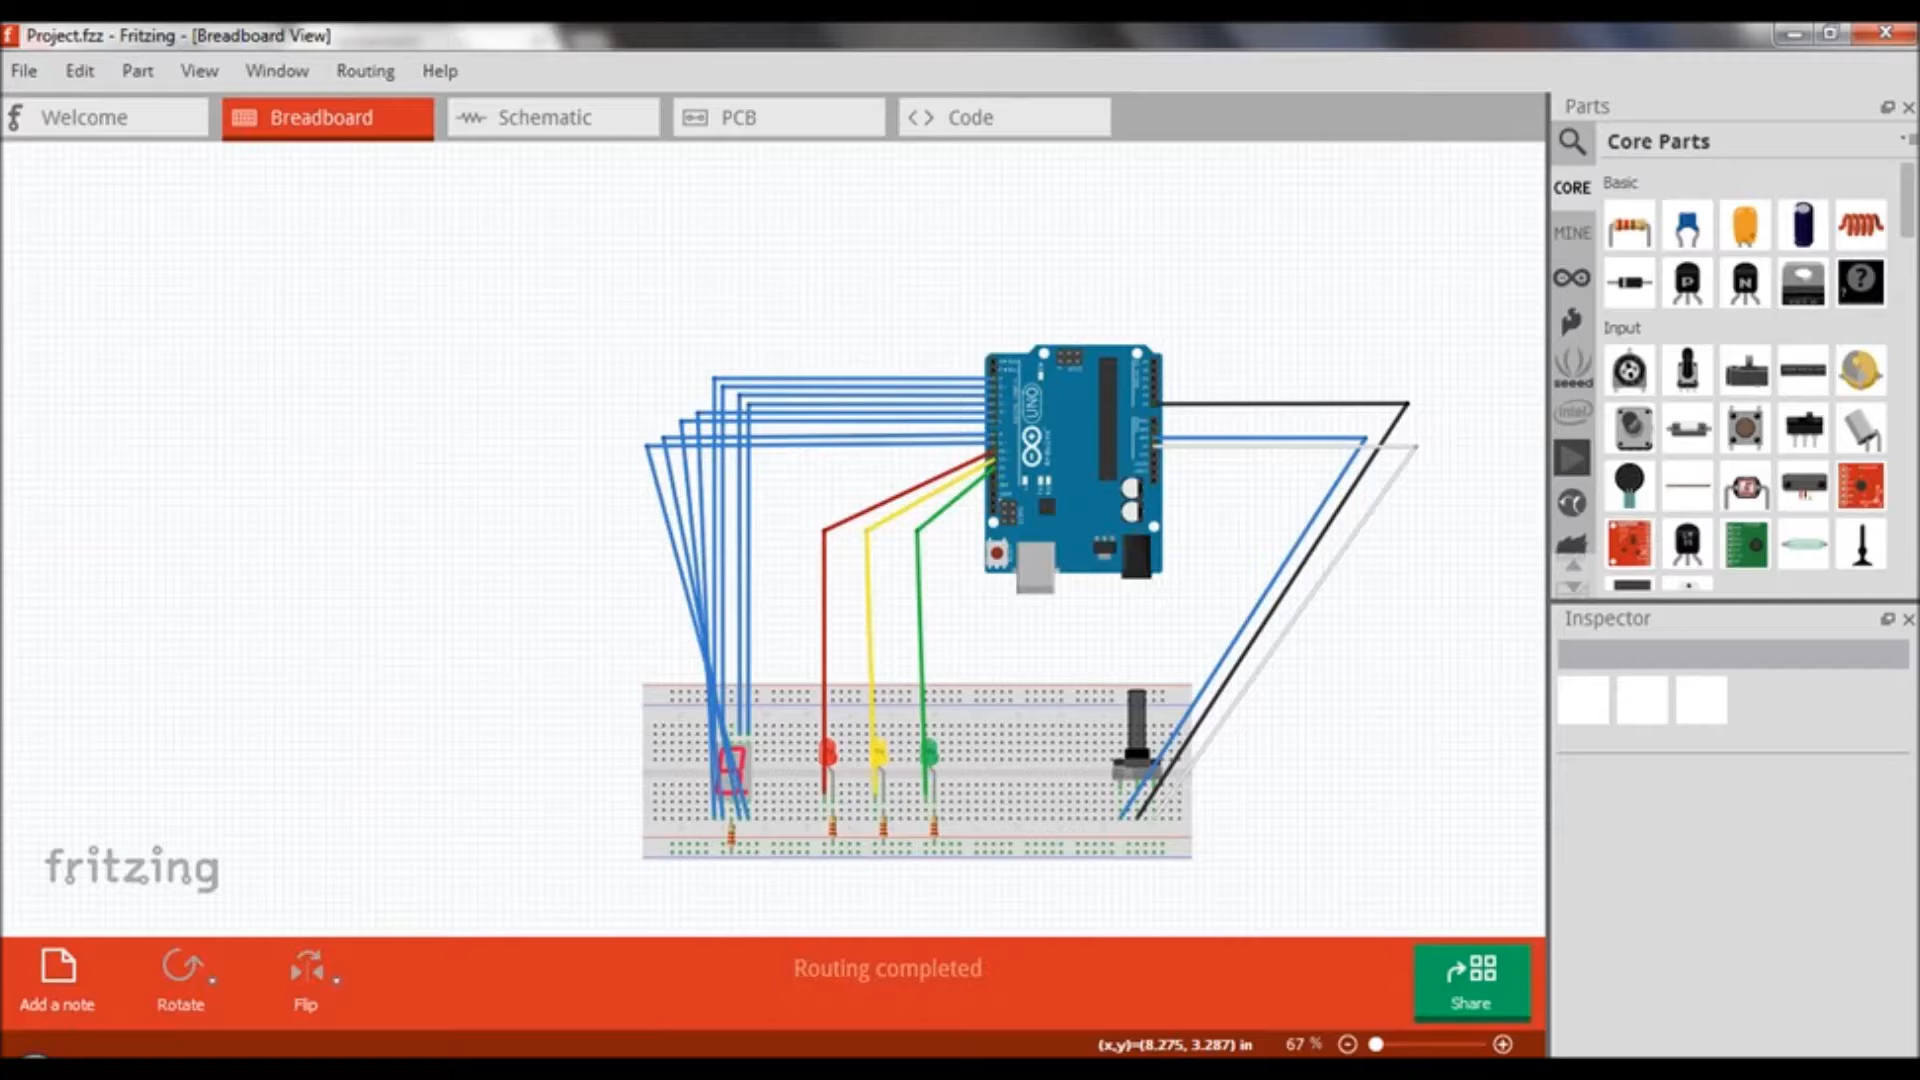 Project.fzz - Fritzing - [Breadboard View]
File Edit Part View Window Routing Help
Welcome Breadboard Schematic PCB Code
Parts
Core Parts
CORE
Basic
MINE
Input
seeed
intel
UNO
Inspector
fritzing
Routing completed
Add a note Rotate Flip Share
(x,y)=(8.275, 3.287) in 67 %